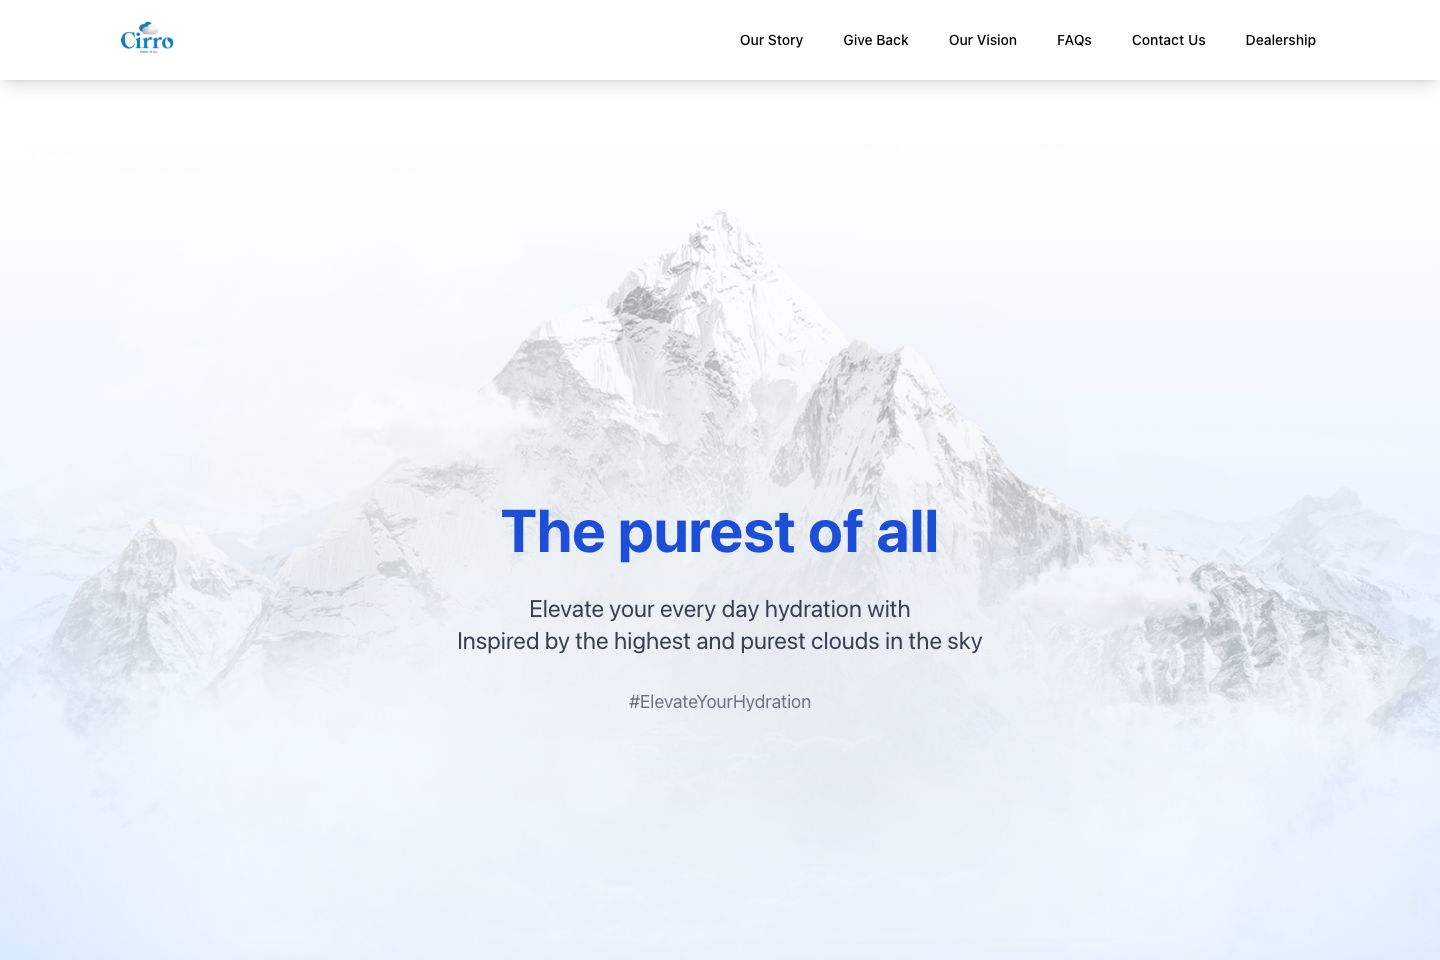 Cirro
Our Story
Give Back
Our Vision
FAQs
Contact Us
Dealership
The purest of all
Elevate your every day hydration with
Inspired by the highest and purest clouds in the sky
#ElevateYourHydration